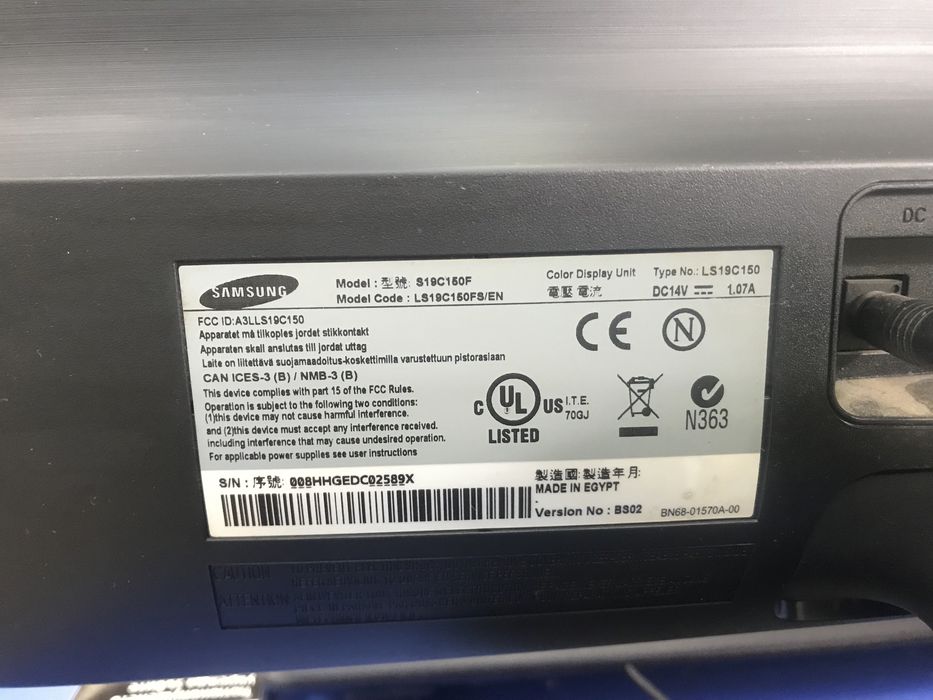 DC
SAMSUNG
Model : 型號: S19C150F
Model Code : LS19C150FS/EN
Color Display Unit
電壓 電流
Type No.: LS19C150
DC14V ⎓ 1.07A
FCC ID:A3LLS19C150
Apparatet må tilkoples jordet stikkontakt
Apparaten skall anslutas till jordat uttag
Laite on liitettävä suojamaadoitus-koskettimilla varustettuun pistorasiaan
CAN ICES-3 (B) / NMB-3 (B)
This device complies with part 15 of the FCC Rules.
Operation is subject to the following two conditions:
(1)this device may not cause harmful interference.
and (2)this device must accept any interference received.
including interference that may cause undesired operation.
For applicable power supplies see user instructions
CE
N
C UL US
LISTED
I.T.E.
70GJ
N363
S/N : 序號: 008HHGEDC02589X
製造國: 製造年月:
MADE IN EGYPT
Version No : BS02
BN68-01570A-00
CAUTION
ATTENTION